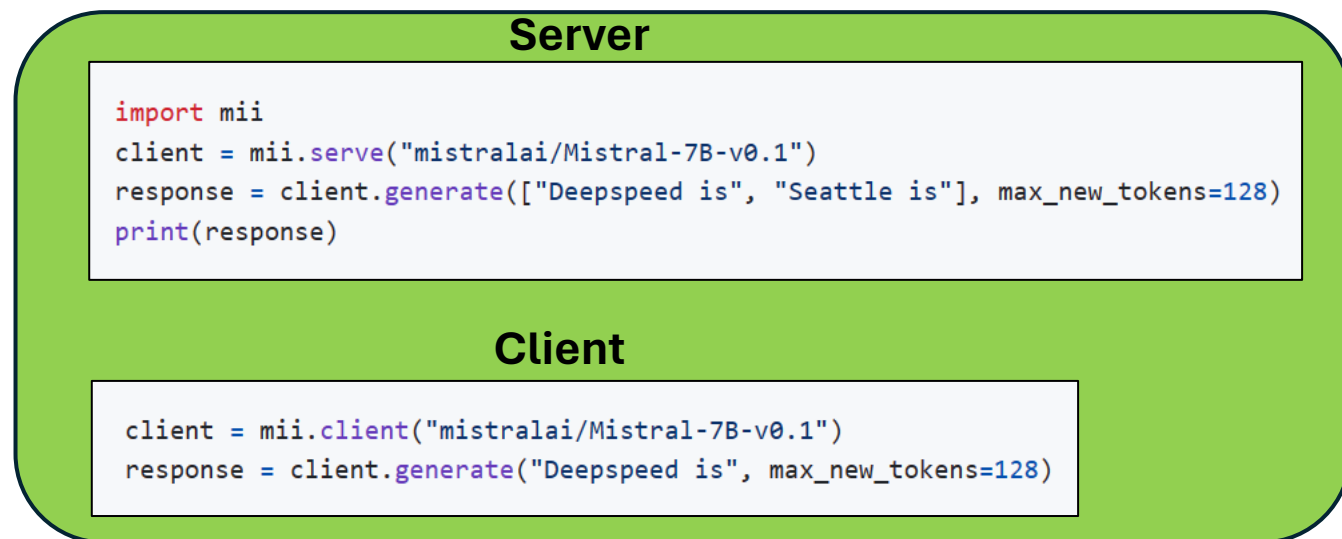 Server
import mii
client = mii.serve("mistralai/Mistral-7B-v0.1")
response = client.generate(["Deepspeed is", "Seattle is"], max_new_tokens=128)
print(response)
Client
client = mii.client("mistralai/Mistral-7B-v0.1")
response = client.generate("Deepspeed is", max_new_tokens=128)